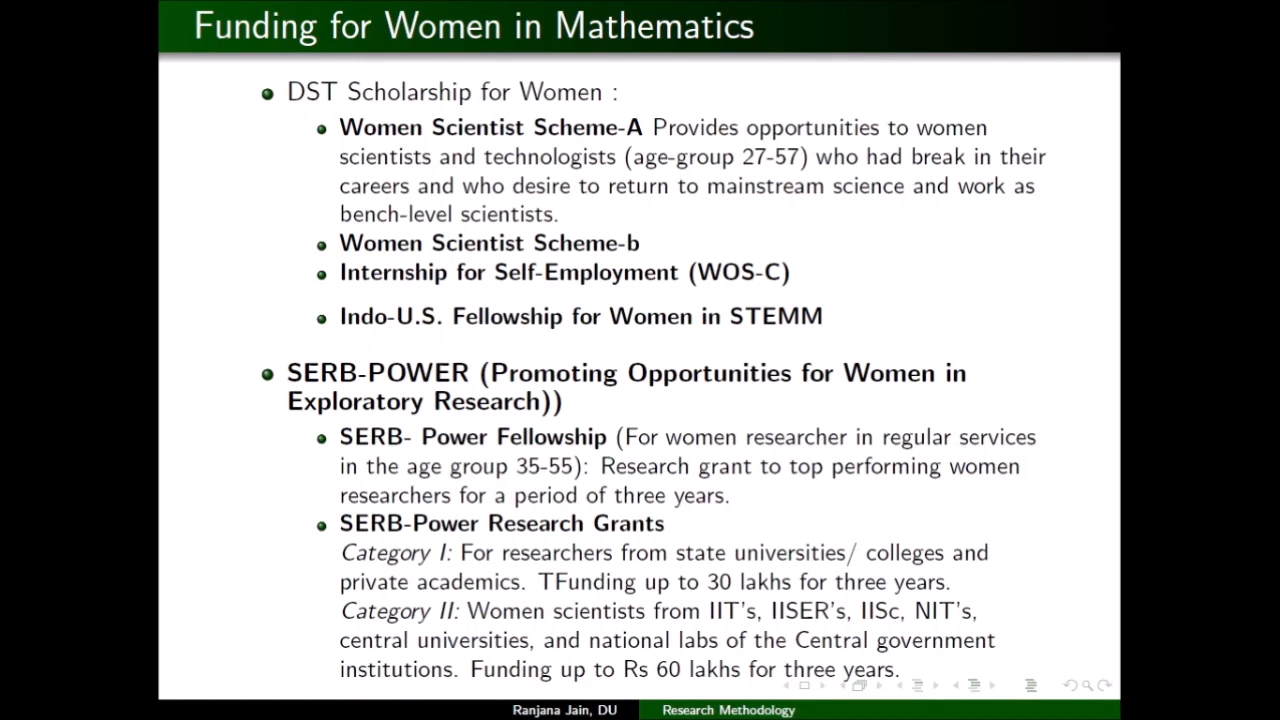 Funding for Women in Mathematics
DST Scholarship for Women :
Women Scientist Scheme-A Provides opportunities to women
scientists and technologists (age-group 27-57) who had break in their
careers and who desire to return to mainstream science and work as
bench-level scientists.
Women Scientist Scheme-b
Internship for Self-Employment (WOS-C)
Indo-U.S. Fellowship for Women in STEMM
SERB-POWER (Promoting Opportunities for Women in
Exploratory Research))
SERB- Power Fellowship (For women researcher in regular services
in the age group 35-55): Research grant to top performing women
researchers for a period of three years.
SERB-Power Research Grants
Category I: For researchers from state universities/ colleges and
private academics. TFunding up to 30 lakhs for three years.
Category II: Women scientists from IIT's, IISER's, IISc, NIT's,
central universities, and national labs of the Central government
institutions. Funding up to Rs 60 lakhs for three years.
Ranjana Jain, DU
Research Methodology